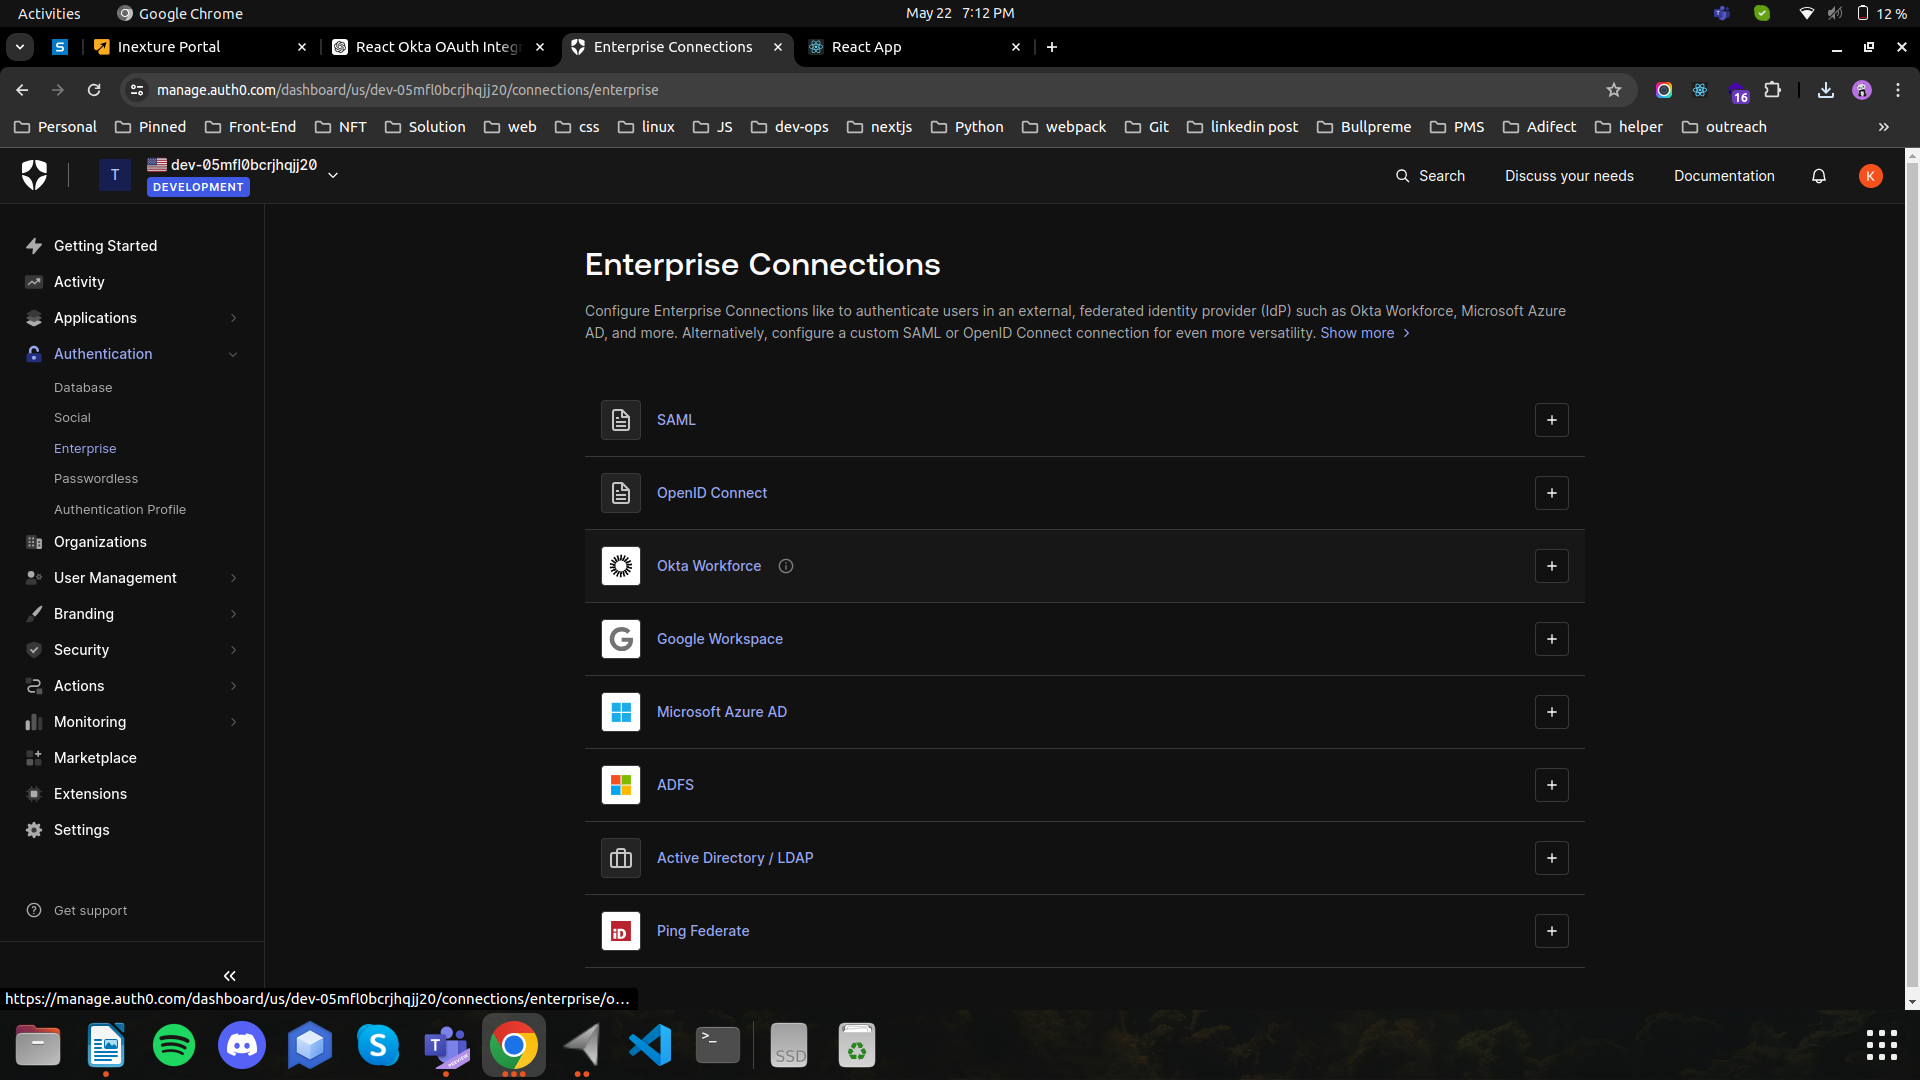 Activities
Google Chrome
May 22 7:12 PM
12 %
S
Inexture Portal
React Okta OAuth Integr
Enterprise Connections
React App
manage.auth0.com/dashboard/us/dev-05mfl0bcrjhqjj20/connections/enterprise
16
Personal
Pinned
Front-End
NFT
Solution
web
css
linux
JS
dev-ops
nextjs
Python
webpack
Git
linkedin post
Bullpreme
PMS
Adifect
helper
outreach
T
dev-05mfl0bcrjhqjj20
DEVELOPMENT
Search
Discuss your needs
Documentation
K
Getting Started
Activity
Applications
Authentication
Database
Social
Enterprise
Passwordless
Authentication Profile
Organizations
User Management
Branding
Security
Actions
Monitoring
Marketplace
Extensions
Settings
Get support
Enterprise Connections
Configure Enterprise Connections like to authenticate users in an external, federated identity provider (IdP) such as Okta Workforce, Microsoft Azure
AD, and more. Alternatively, configure a custom SAML or OpenID Connect connection for even more versatility. Show more
SAML
OpenID Connect
Okta Workforce
Google Workspace
Microsoft Azure AD
ADFS
Active Directory / LDAP
iD
Ping Federate
https://manage.auth0.com/dashboard/us/dev-05mfl0bcrjhqjj20/connections/enterprise/o...
S
T
PREVIEW
>_
SSD